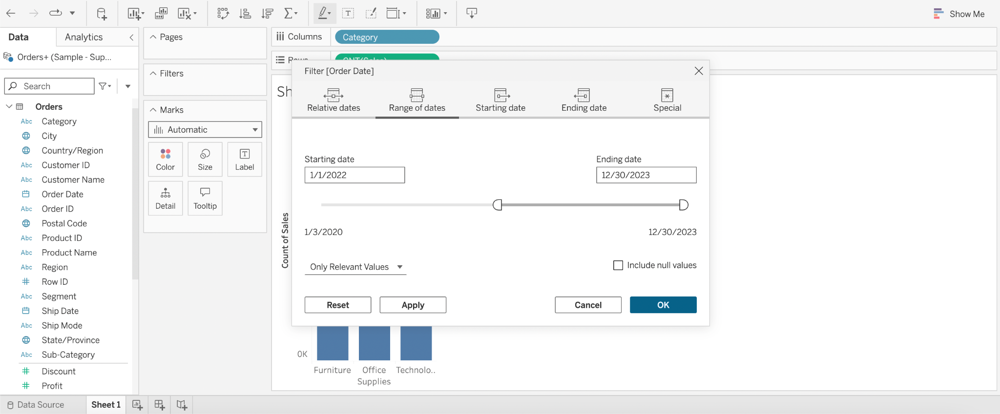 Show Me
Data
Analytics
Pages
Columns
Category
Orders+ (Sample - Sup...
Filters
Rows
CNT(Sales)
Search
Marks
Automatic
Color
Size
Label
Detail
Tooltip
Orders
Abc Category
City
Country/Region
Abc Customer ID
Abc Customer Name
Order Date
Abc Order ID
Postal Code
Abc Product ID
Abc Product Name
Abc Region
Row ID
Abc Segment
Ship Date
Abc Ship Mode
State/Province
Abc Sub-Category
Discount
Profit
Sh
Filter [Order Date]
Relative dates
Range of dates
Starting date
Ending date
Special
Starting date
1/1/2022
Ending date
12/30/2023
1/3/2020
12/30/2023
Only Relevant Values
Include null values
Reset
Apply
Cancel
OK
Count of Sales
0K
Furniture
Office
Supplies
Technolo..
Data Source
Sheet 1